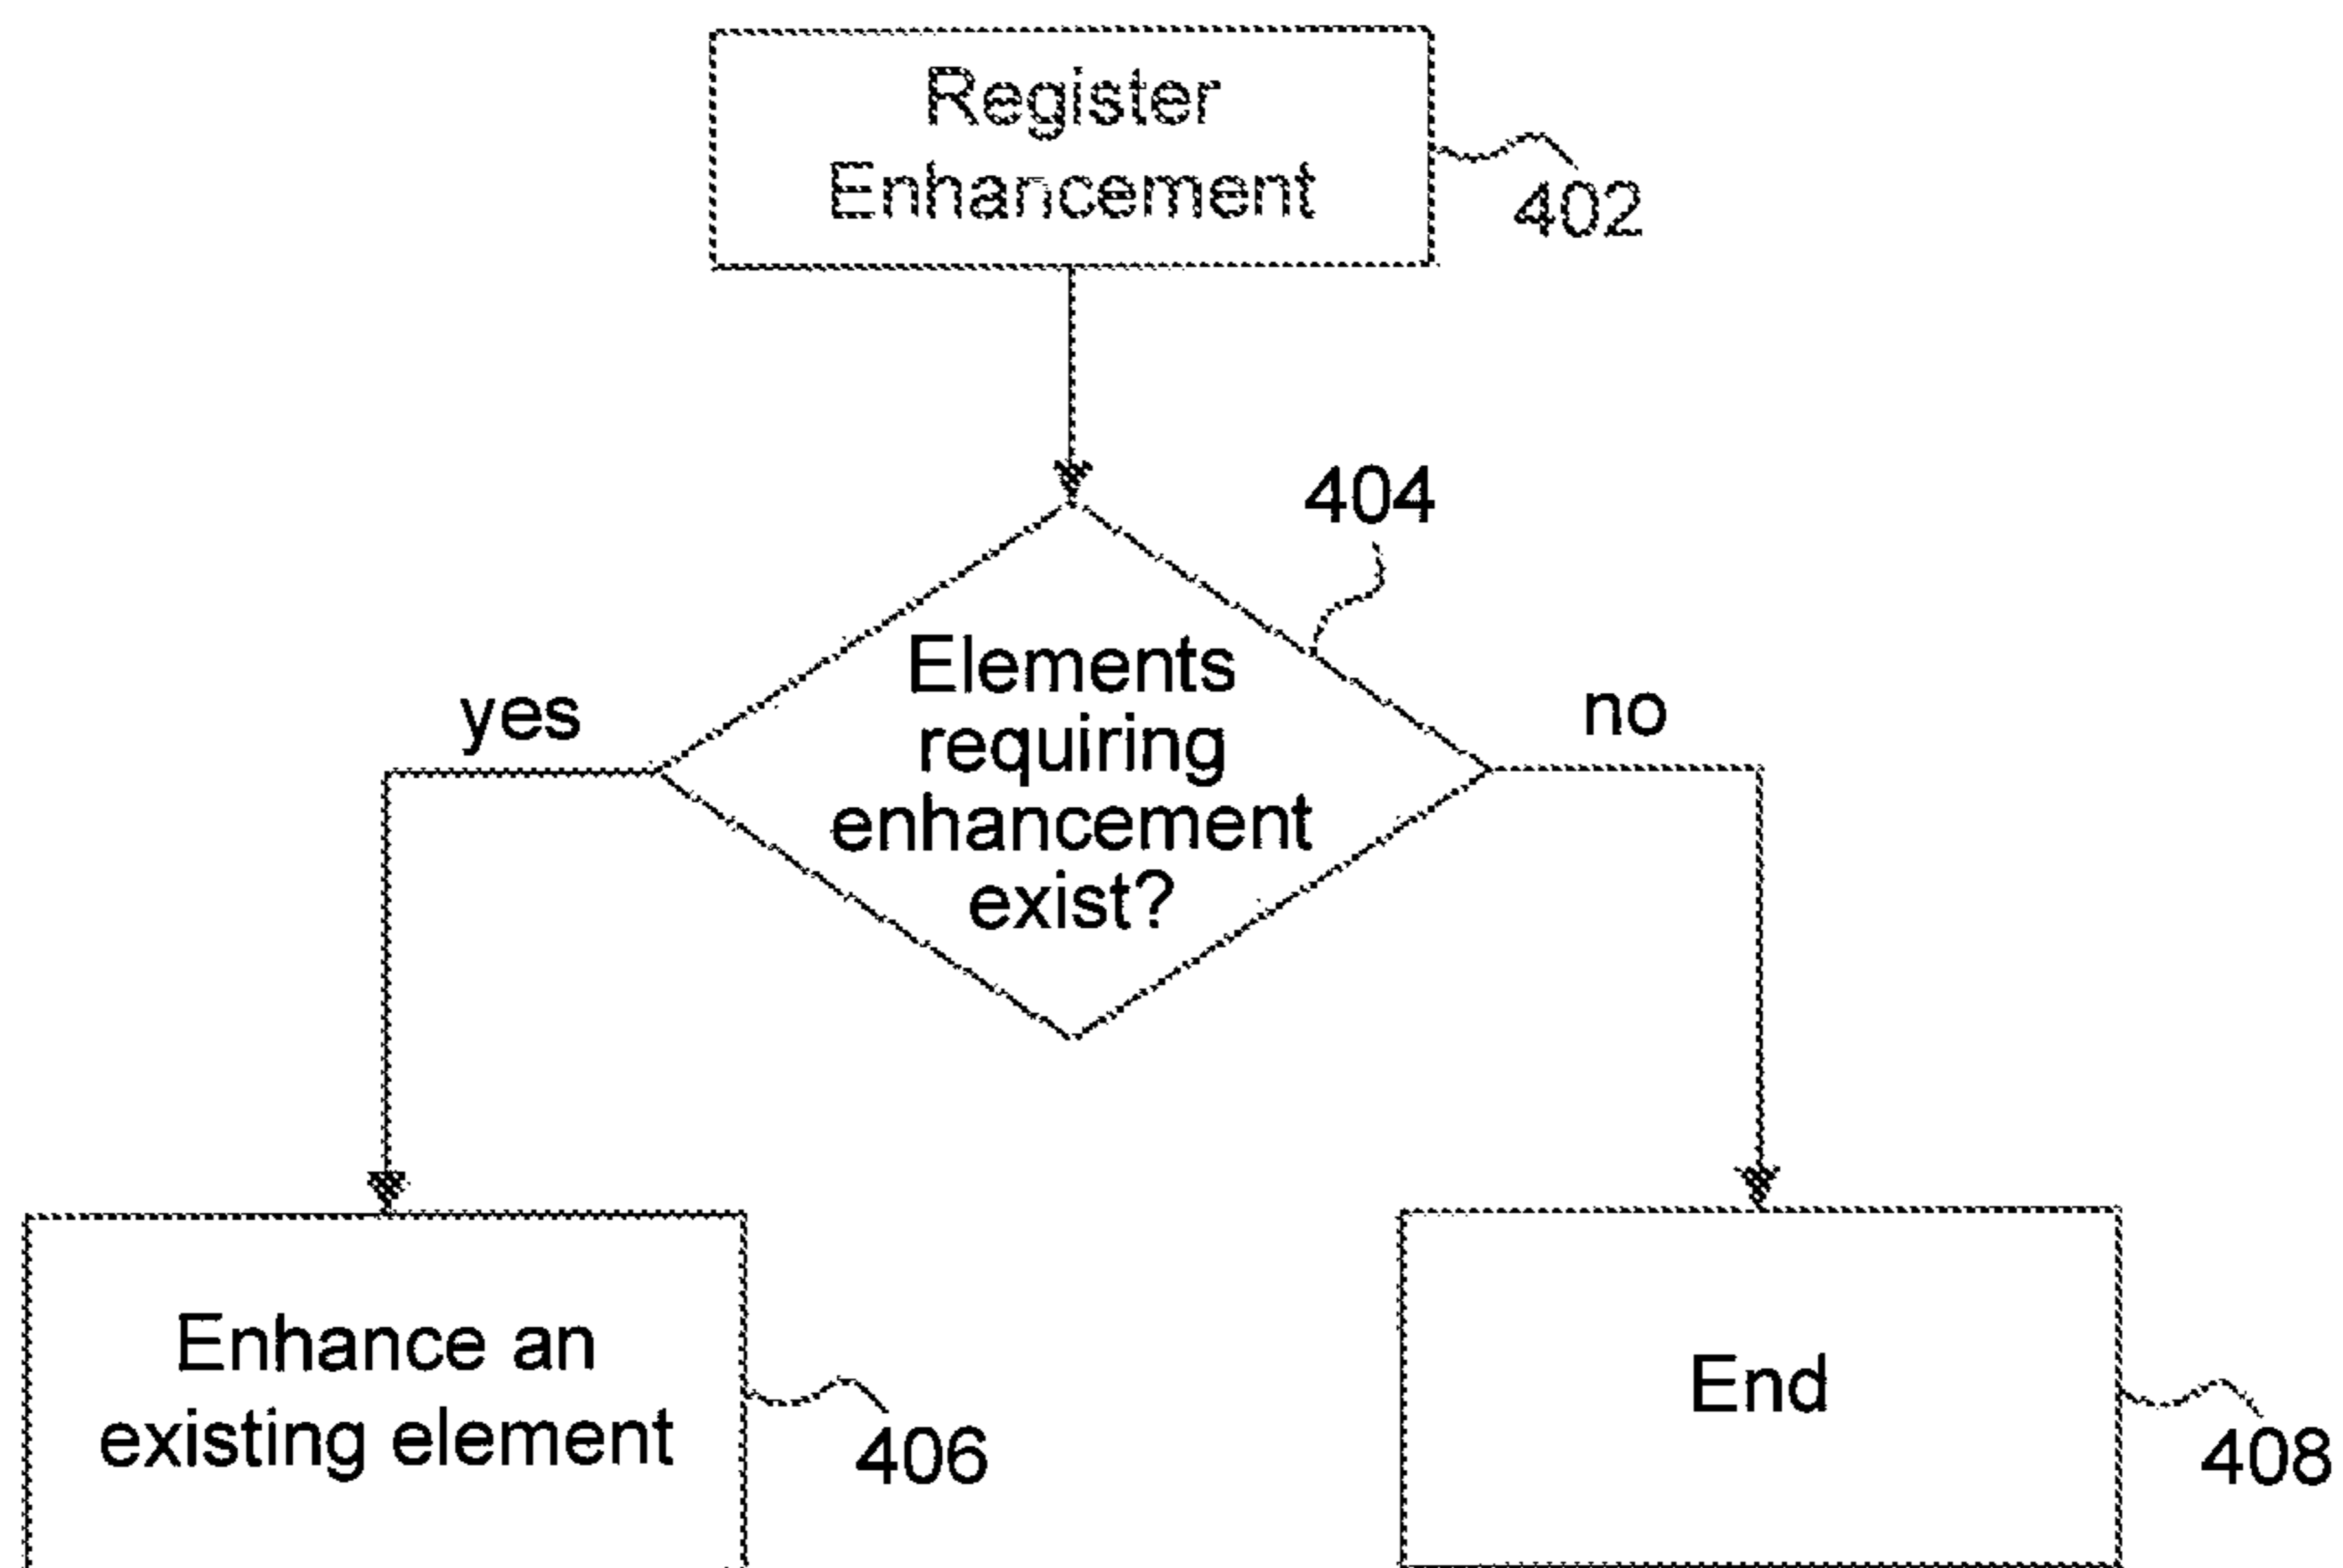 Register
Enhancement
402
404
Elements
requiring
enhancement
exist?
yes
no
Enhance an
existing element
406
End
408